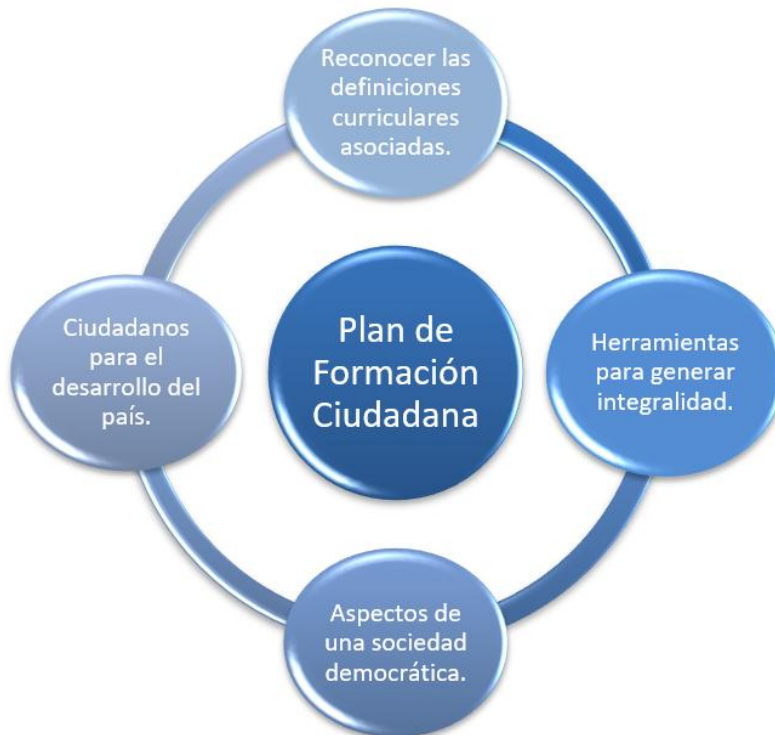 Reconocer las
definiciones
curriculares
asociadas.
Ciudadanos
para el
desarrollo del
país.
Plan de
Formación
Ciudadana
Herramientas
para generar
integralidad.
Aspectos de
una sociedad
democrática.